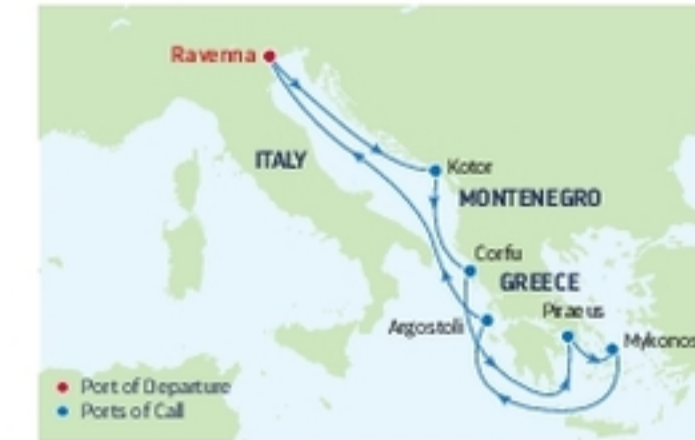 Ravenna
ITALY
Kotor
MONTENEGRO
Corfu
GREECE
Piraeus
Argostoli
Mykonos
Port of Departure
Ports of Call